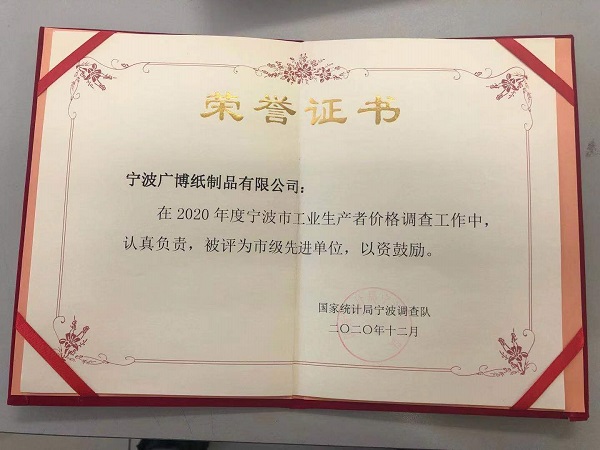 荣誉证书
宁波广博纸制品有限公司：
在2020年度宁波市工业生产者价格调查工作中，
认真负责，被评为市级先进单位，以资鼓励。
国家统计局宁波调查队
二〇二〇年十二月